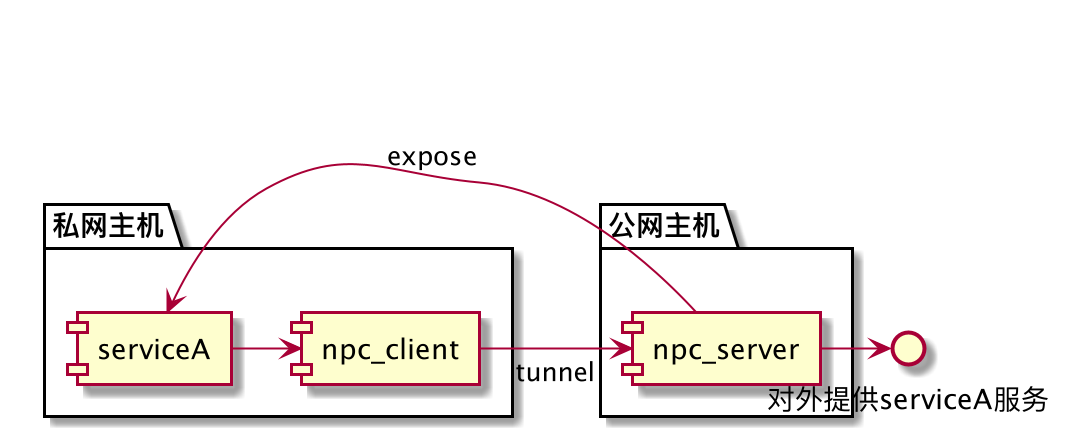 expose
私网主机
公网主机
serviceA
npc_client
npc_server
tunnel
对外提供serviceA服务